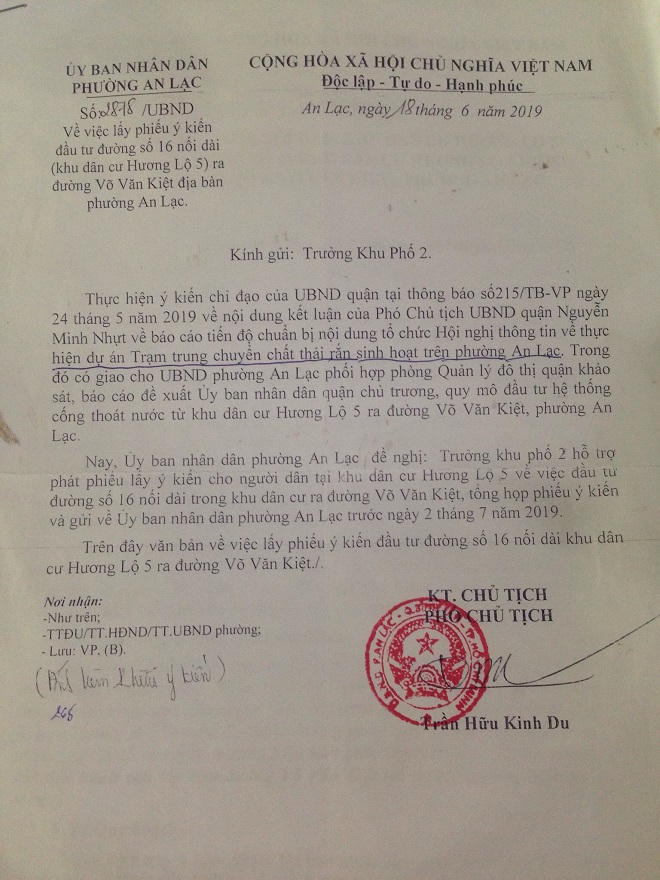 ỦY BAN NHÂN DÂN
PHƯỜNG AN LẠC
CỘNG HÒA XÃ HỘI CHỦ NGHĨA VIỆT NAM
Độc lập - Tự do - Hạnh phúc
Số 2878 /UBND
An Lạc, ngày 18 tháng 6 năm 2019
Về việc lấy phiếu ý kiến
đầu tư đường số 16 nối dài
(khu dân cư Hương Lộ 5) ra
đường Võ Văn Kiệt địa bàn
phường An Lạc.
Kính gửi: Trưởng Khu Phố 2.
Thực hiện ý kiến chỉ đạo của UBND quận tại thông báo số215/TB-VP ngày
24 tháng 5 năm 2019 về nội dung kết luận của Phó Chủ tịch UBND quận Nguyễn
Minh Nhựt về báo cáo tiến độ chuẩn bị nội dung tổ chức Hội nghị thông tin về thực
hiện dự án Trạm trung chuyển chất thải rắn sinh hoạt trên phường An Lạc. Trong
đó có giao cho UBND phường An Lạc phối hợp phòng Quản lý đô thị quận khảo
sát, báo cáo đề xuất Ủy ban nhân dân quận chủ trương, quy mô đầu tư hệ thống
cống thoát nước từ khu dân cư Hương Lộ 5 ra đường Võ Văn Kiệt, phường An
Lạc.
Nay, Ủy ban nhân dân phường An Lạc đề nghị: Trưởng khu phố 2 hỗ trợ
phát phiếu lấy ý kiến cho người dân tại khu dân cư Hương Lộ 5 về việc đầu tư
đường số 16 nối dài trong khu dân cư ra đường Võ Văn Kiệt, tổng hợp phiếu ý kiến
và gửi về Ủy ban nhân dân phường An Lạc trước ngày 2 tháng 7 năm 2019.
Trên đây văn bản về việc lấy phiếu ý kiến đầu tư đường số 16 nối dài khu dân
cư Hương Lộ 5 ra đường Võ Văn Kiệt./.
Nơi nhận:
-Như trên;
-TTĐU/TT.HĐND/TT.UBND phường;
- Lưu: VP, (B).
KT. CHỦ TỊCH
PHÓ CHỦ TỊCH
ý kiến)
Trần Hữu Kinh Du